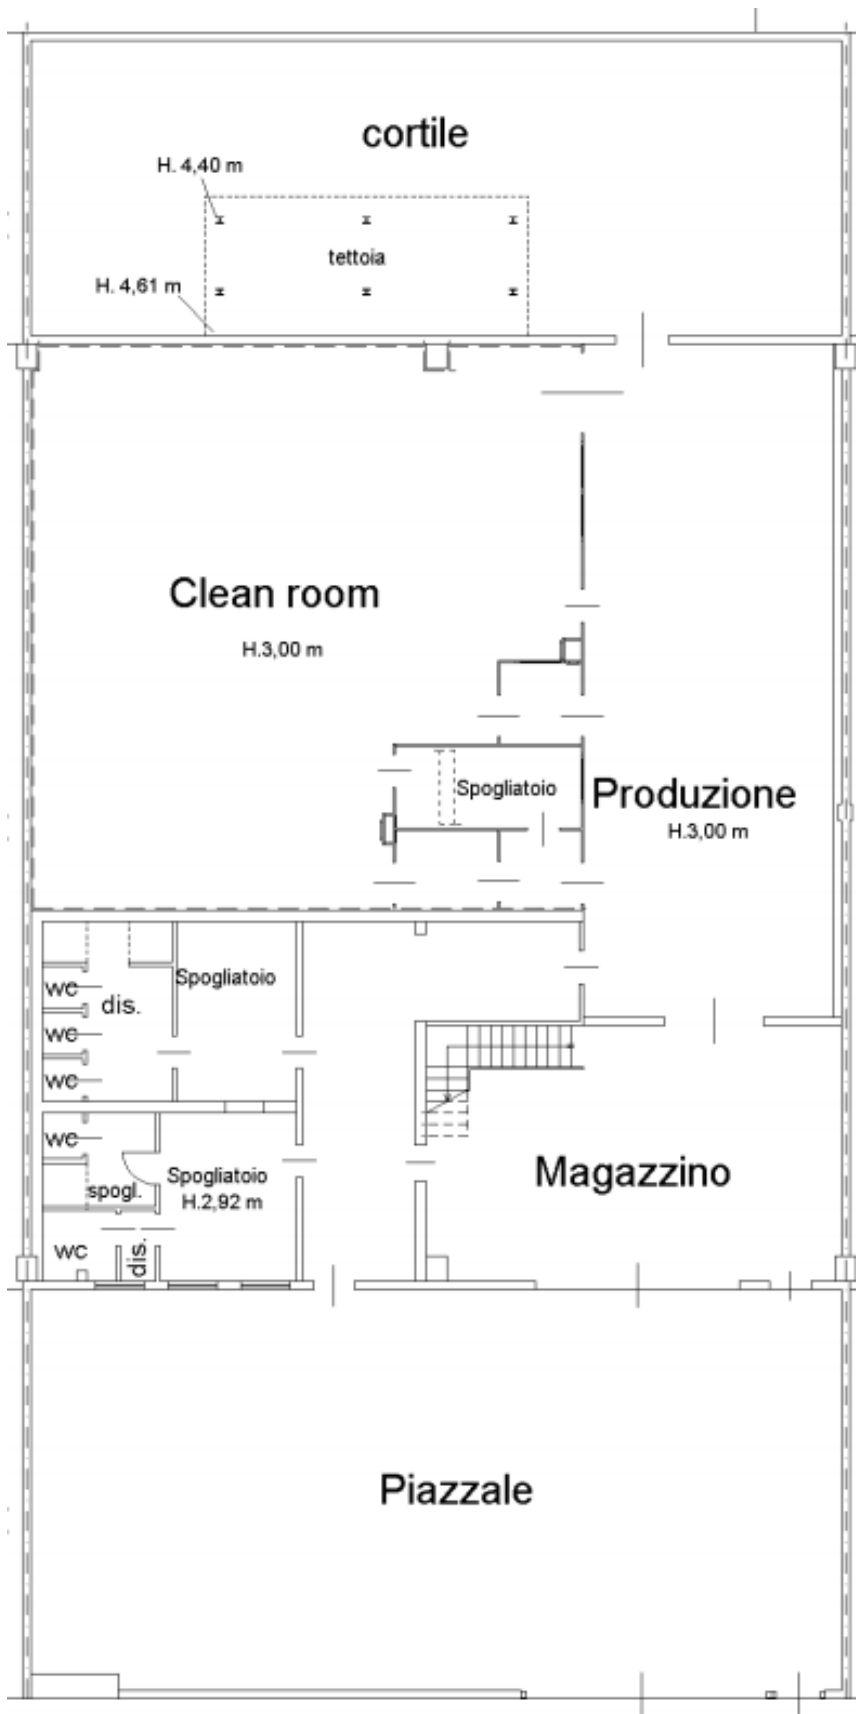 cortile
H. 4,40 m
tettoia
H. 4,61 m
Clean room
H.3,00 m
Spogliatoio
Produzione
H.3,00 m
Spogliatoio
wc
dis.
wc
wc
wc
Spogliatoio
H.2,92 m
spogl.
Magazzino
wc
dis.
Piazzale